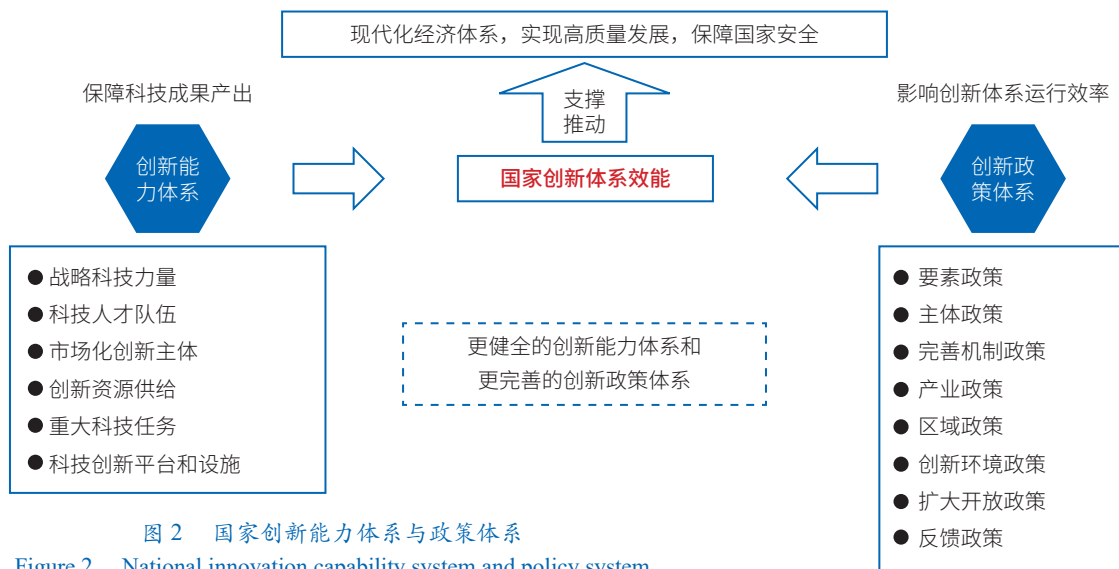 现代化经济体系，实现高质量发展，保障国家安全
保障科技成果产出
支撑
推动
影响创新体系运行效率
创新能
力体系
国家创新体系效能
创新政
策体系
●战略科技力量
●科技人才队伍
●市场化创新主体
●创新资源供给
●重大科技任务
●科技创新平台和设施
更健全的创新能力体系和
更完善的创新政策体系
● 要素政策
● 主体政策
● 完善机制政策
● 产业政策
● 区域政策
● 创新环境政策
● 扩大开放政策
● 反馈政策
图 2 国家创新能力体系与政策体系
Figure 2 National innovation capability system and policy system